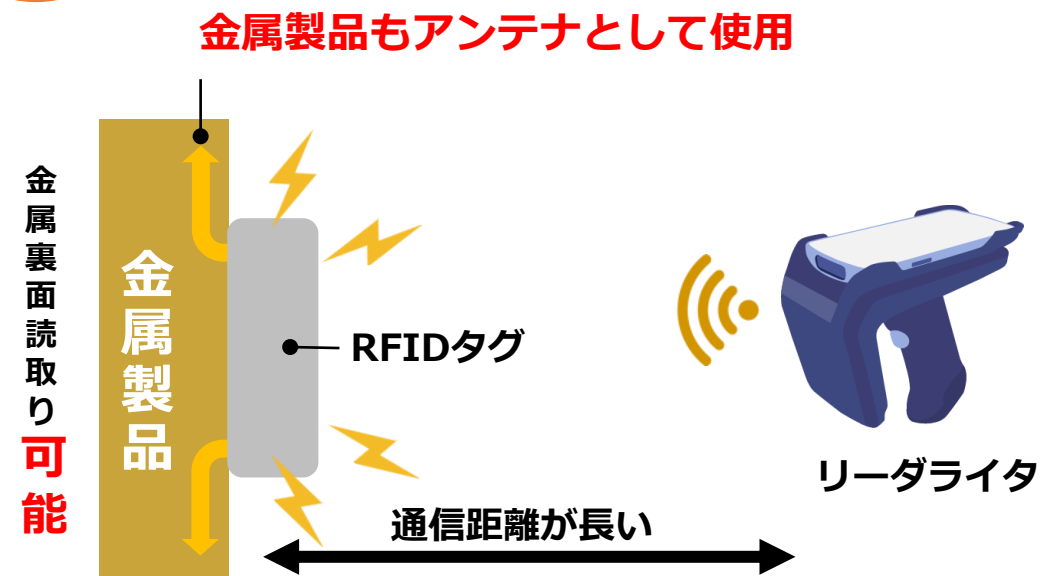 金属製品もアンテナとして使用
金属裏面読取り可能
金属製品
RFIDタグ
リーダライタ
通信距離が長い